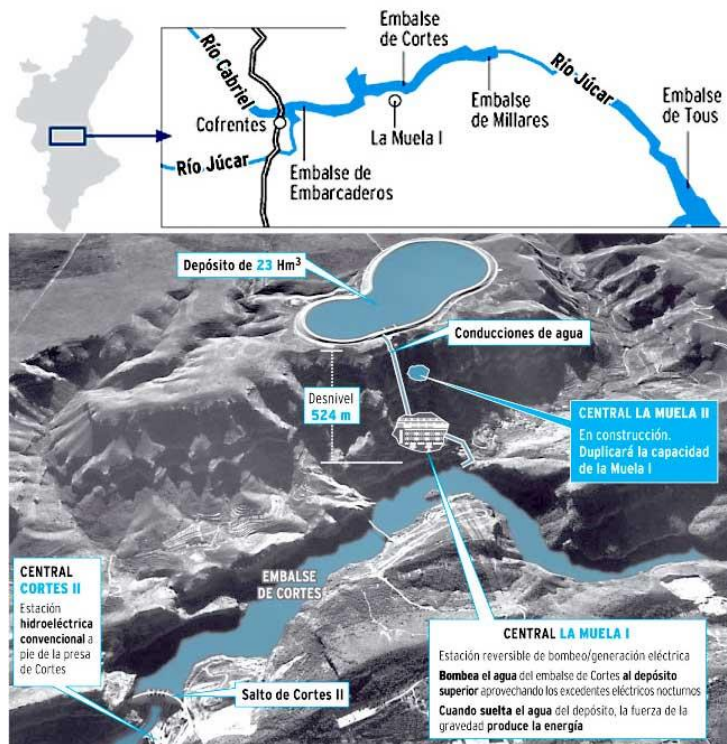 Río Cabriel
Cofrentes
Río Júcar
Embalse de
Embarcaderos
Embalse
de Cortes
La Muela I
Embalse
de Millares
Río Júcar
Embalse
de Tous
Depósito de 23 Hm³
Conducciones de agua
Desnivel
524 m
CENTRAL LA MUELA II
En construcción.
Duplicará la capacidad
de la Muela I
CENTRAL
CORTES II
Estación
hidroeléctrica
convencional a
pie de la presa
de Cortes
EMBALSE
DE CORTES
Salto de Cortes II
CENTRAL LA MUELA I
Estación reversible de bombeo/generación eléctrica
Bombea el agua del embalse de Cortes al depósito
superior aprovechando los excedentes eléctricos nocturnos
Cuando suelta el agua del depósito, la fuerza de la
gravedad produce la energía